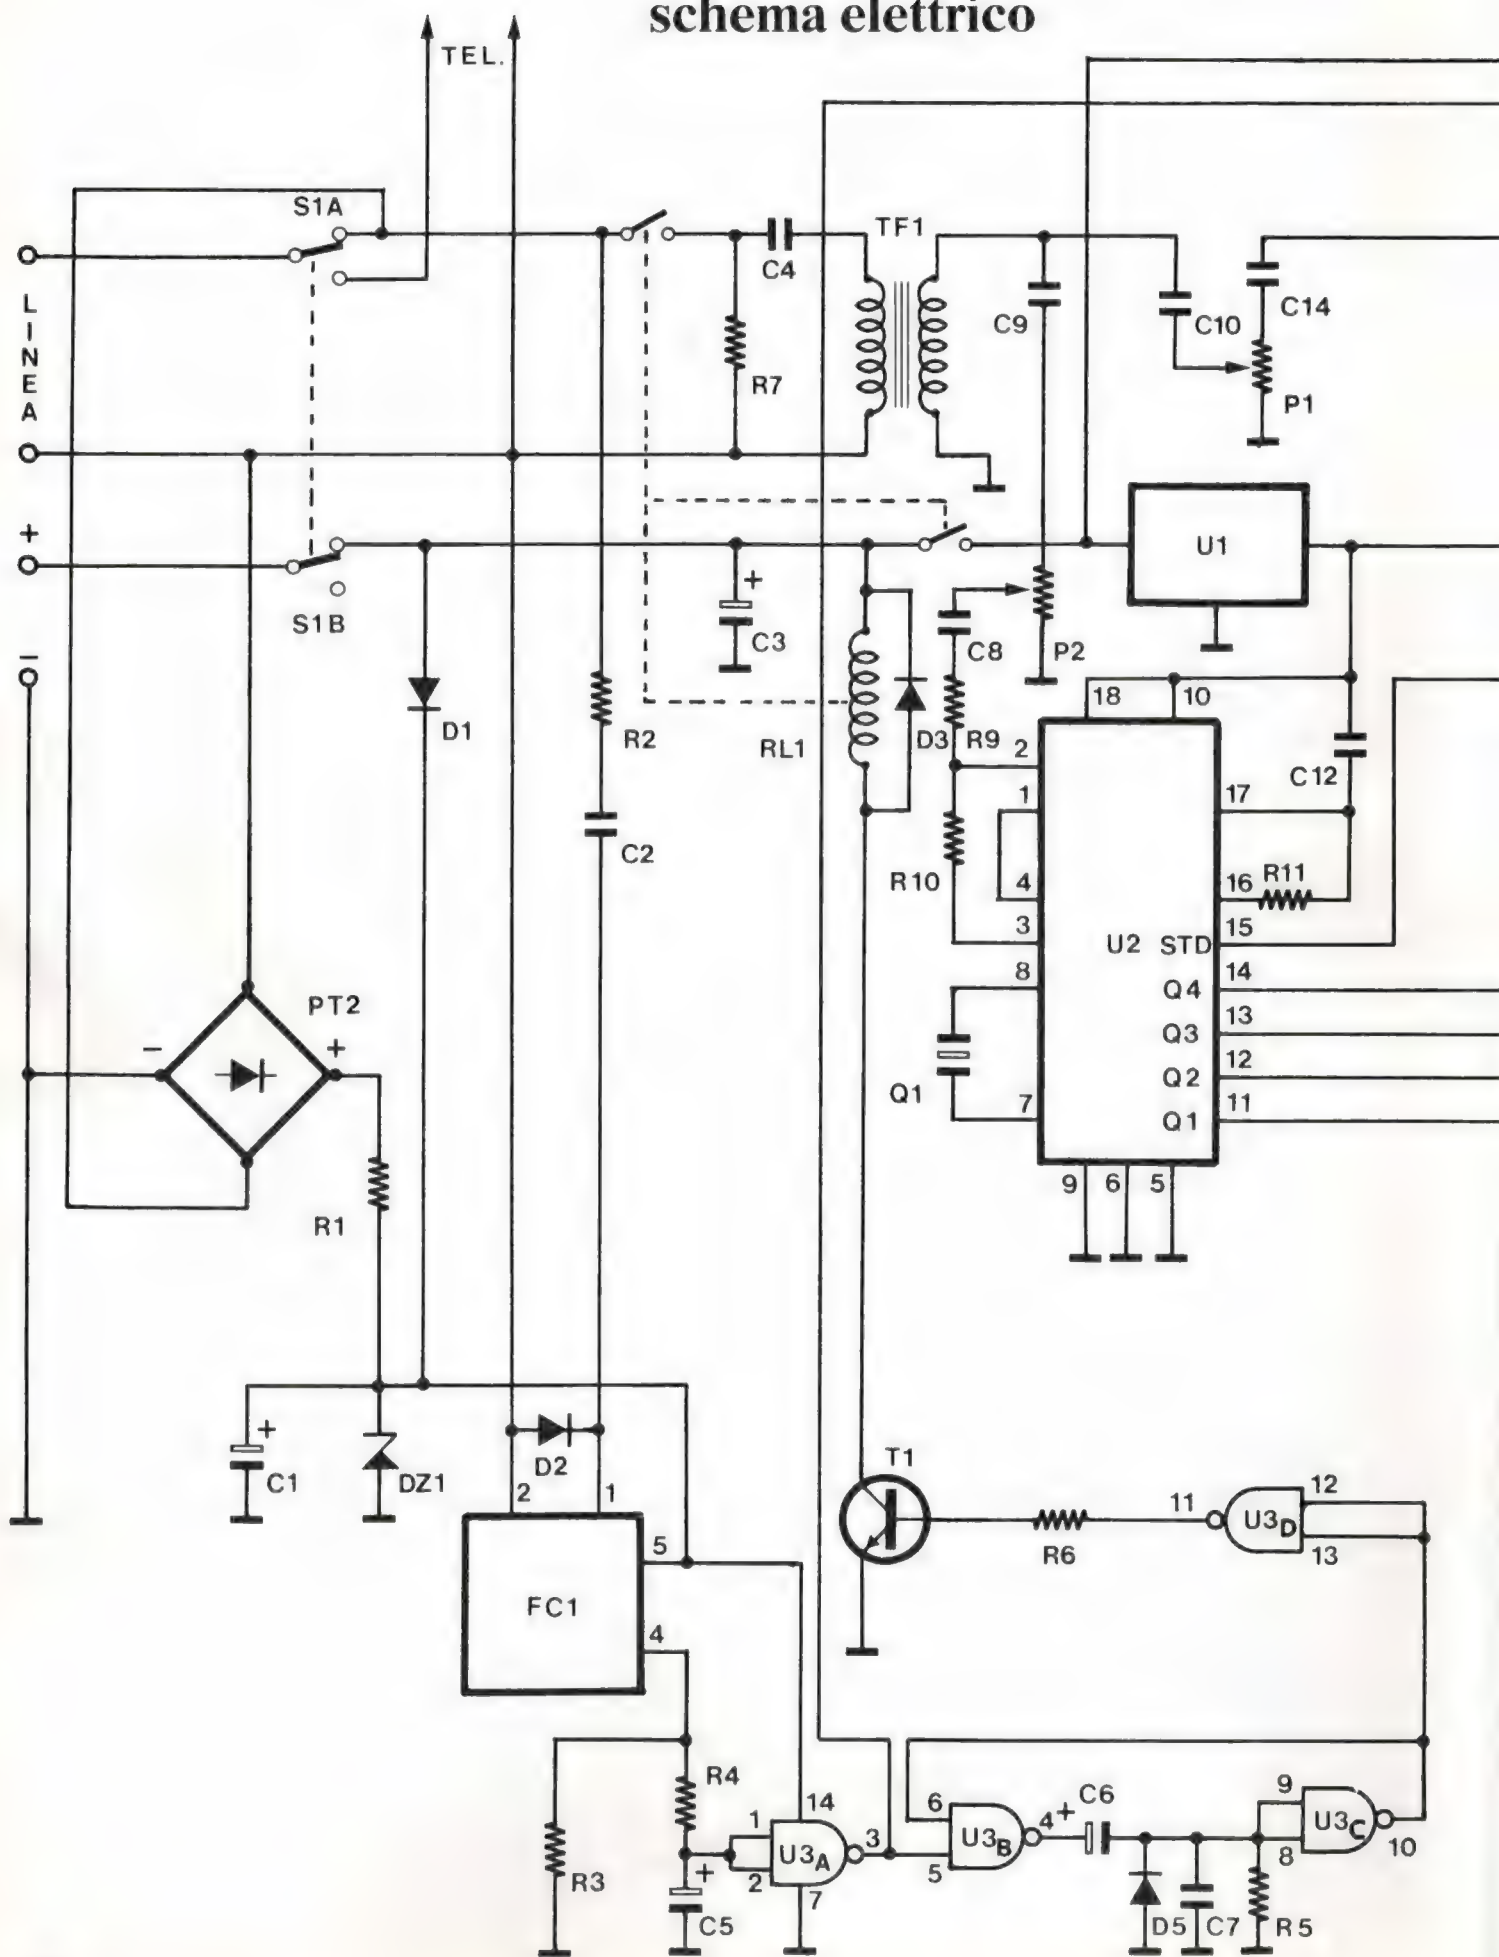 schema elettrico
TEL.
S1A
TF1
C4
C9
C10
C14
LINEA
R7
P1
+
U1
S1B
+
C3
C8
P2
–
18
10
D1
R2
RL1
D3
R9
2
C12
1
17
C2
R10
4
16
R11
3
U2
STD
15
8
Q4
14
PT2
Q3
13
–
+
Q2
12
Q1
7
Q1
11
9
6
5
R1
+
C1
DZ1
D2
T1
2
1
11
12
U3D
R6
13
5
FC1
4
R4
14
C6
9
1
6
4
+
U3A
3
U3B
U3C
10
R3
+
2
5
8
7
C5
D5
C7
R5